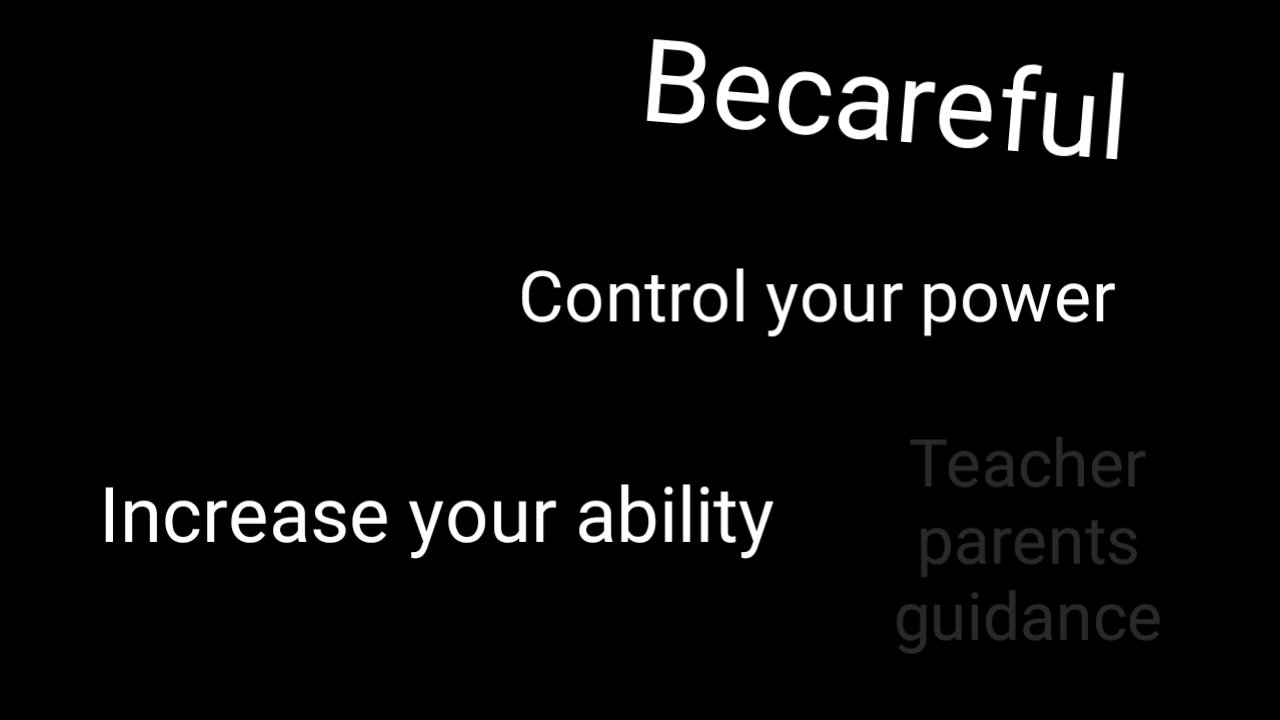 Becareful
Control your power
Increase your ability
Teacher
parents
guidance